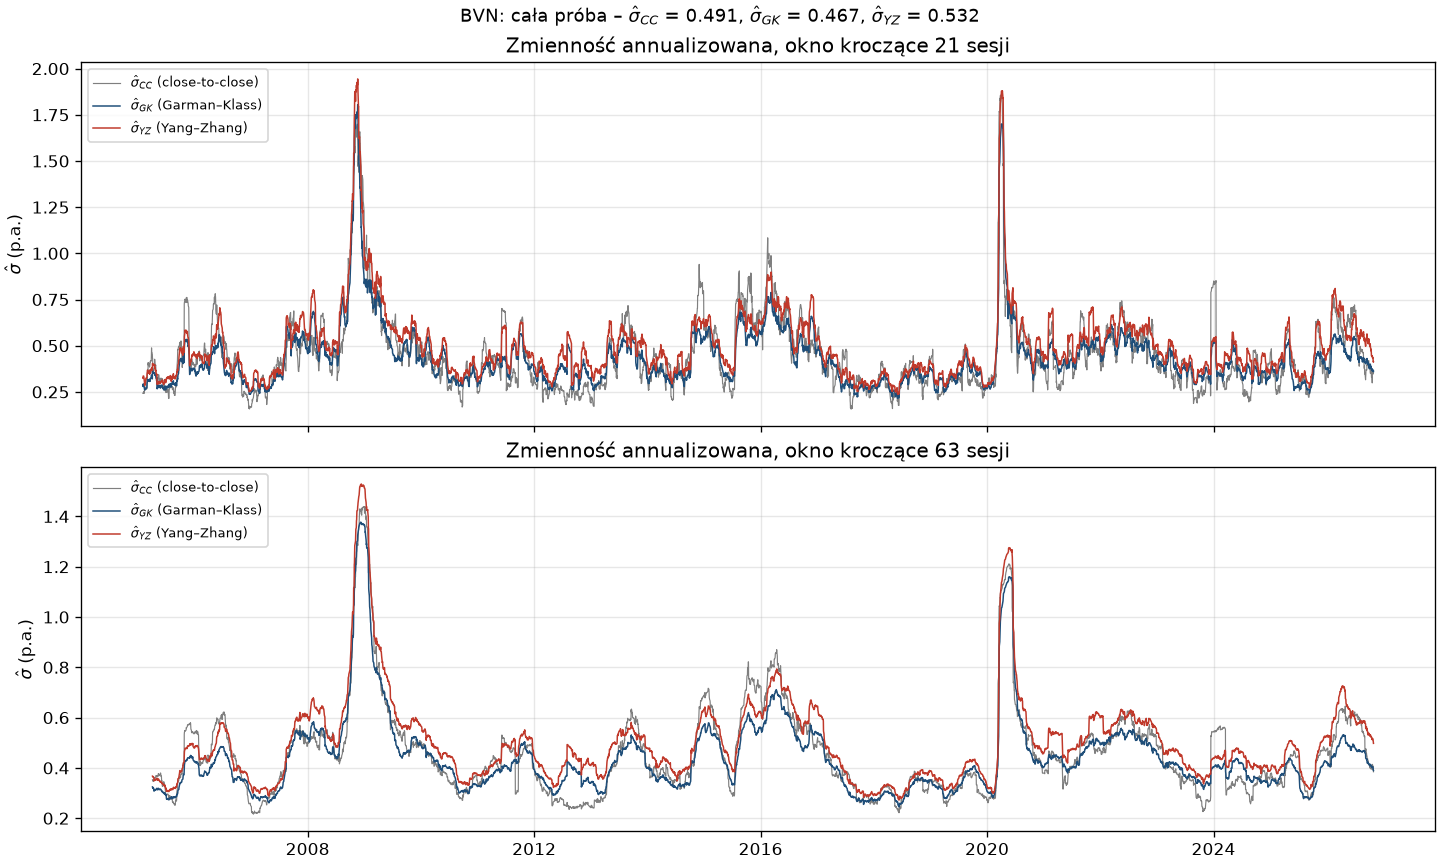 BVN: cała próba – σ̂CC = 0.491, σ̂GK = 0.467, σ̂YZ = 0.532
Zmienność annualizowana, okno kroczące 21 sesji
σ̂CC (close-to-close)
σ̂GK (Garman–Klass)
σ̂YZ (Yang–Zhang)
σ̂ (p.a.)
2.00
1.75
1.50
1.25
1.00
0.75
0.50
0.25
Zmienność annualizowana, okno kroczące 63 sesji
σ̂CC (close-to-close)
σ̂GK (Garman–Klass)
σ̂YZ (Yang–Zhang)
σ̂ (p.a.)
1.4
1.2
1.0
0.8
0.6
0.4
0.2
2008 2012 2016 2020 2024